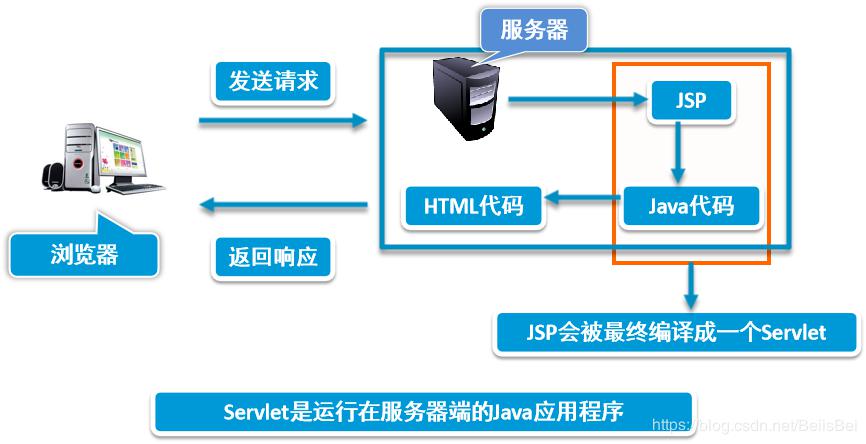 服务器
发送请求
JSP
HTML代码
Java代码
浏览器
返回响应
JSP会被最终编译成一个Servlet
Servlet是运行在服务器端的Java应用程序
https://blog.csdn.net/BeiisBei